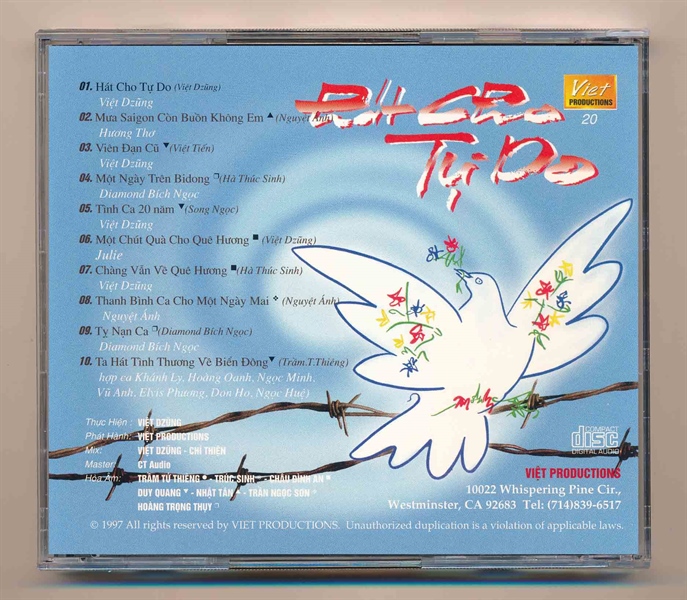 Hát Cho
Tự Do
Viet
PRODUCTIONS
20
01. Hát Cho Tự Do (Việt Dzũng)
Việt Dzũng
02. Mưa Saigon Còn Buồn Không Em ▲ (Nguyệt Ánh)
Hương Thơ
03. Viên Đạn Cũ ▼ (Việt Tiến)
Việt Dzũng
04. Một Ngày Trên Bidong ❐ (Hà Thúc Sinh)
Diamond Bích Ngọc
05. Tình Ca 20 năm ▼ (Song Ngọc)
Việt Dzũng
06. Một Chút Quà Cho Quê Hương ■ (Việt Dzũng)
Julie
07. Chàng Vẫn Về Quê Hương ■ (Hà Thúc Sinh)
Việt Dzũng
08. Thanh Bình Ca Cho Một Ngày Mai ❖ (Nguyệt Ánh)
Nguyệt Ánh
09. Tỵ Nạn Ca ❐ (Diamond Bích Ngọc)
Diamond Bích Ngọc
10. Ta Hát Tình Thương Về Biển Đông ▼ (Trầm.T.Thiêng)
hợp ca Khánh Ly, Hoàng Oanh, Ngọc Minh,
Vũ Anh, Elvis Phương, Don Ho, Ngọc Huệ)
Thực Hiện : VIỆT DZŨNG
Phát Hành: VIỆT PRODUCTIONS
Mix: VIỆT DZŨNG - CHÍ THIỆN
Master: CT Audio
Hòa Âm: TRẦM TỬ THIÊNG - TRÚC SINH - CHÂU ĐÌNH AN
DUY QUANG ▼ - NHẬT TÂN - TRẦN NGỌC SƠN
HOÀNG TRỌNG THỤY ❐
COMPACT
disc
DIGITAL AUDIO
VIỆT PRODUCTIONS
10022 Whispering Pine Cir.,
Westminster, CA 92683 Tel: (714)839-6517
© 1997 All rights reserved by VIET PRODUCTIONS. Unauthorized duplication is a violation of applicable laws.